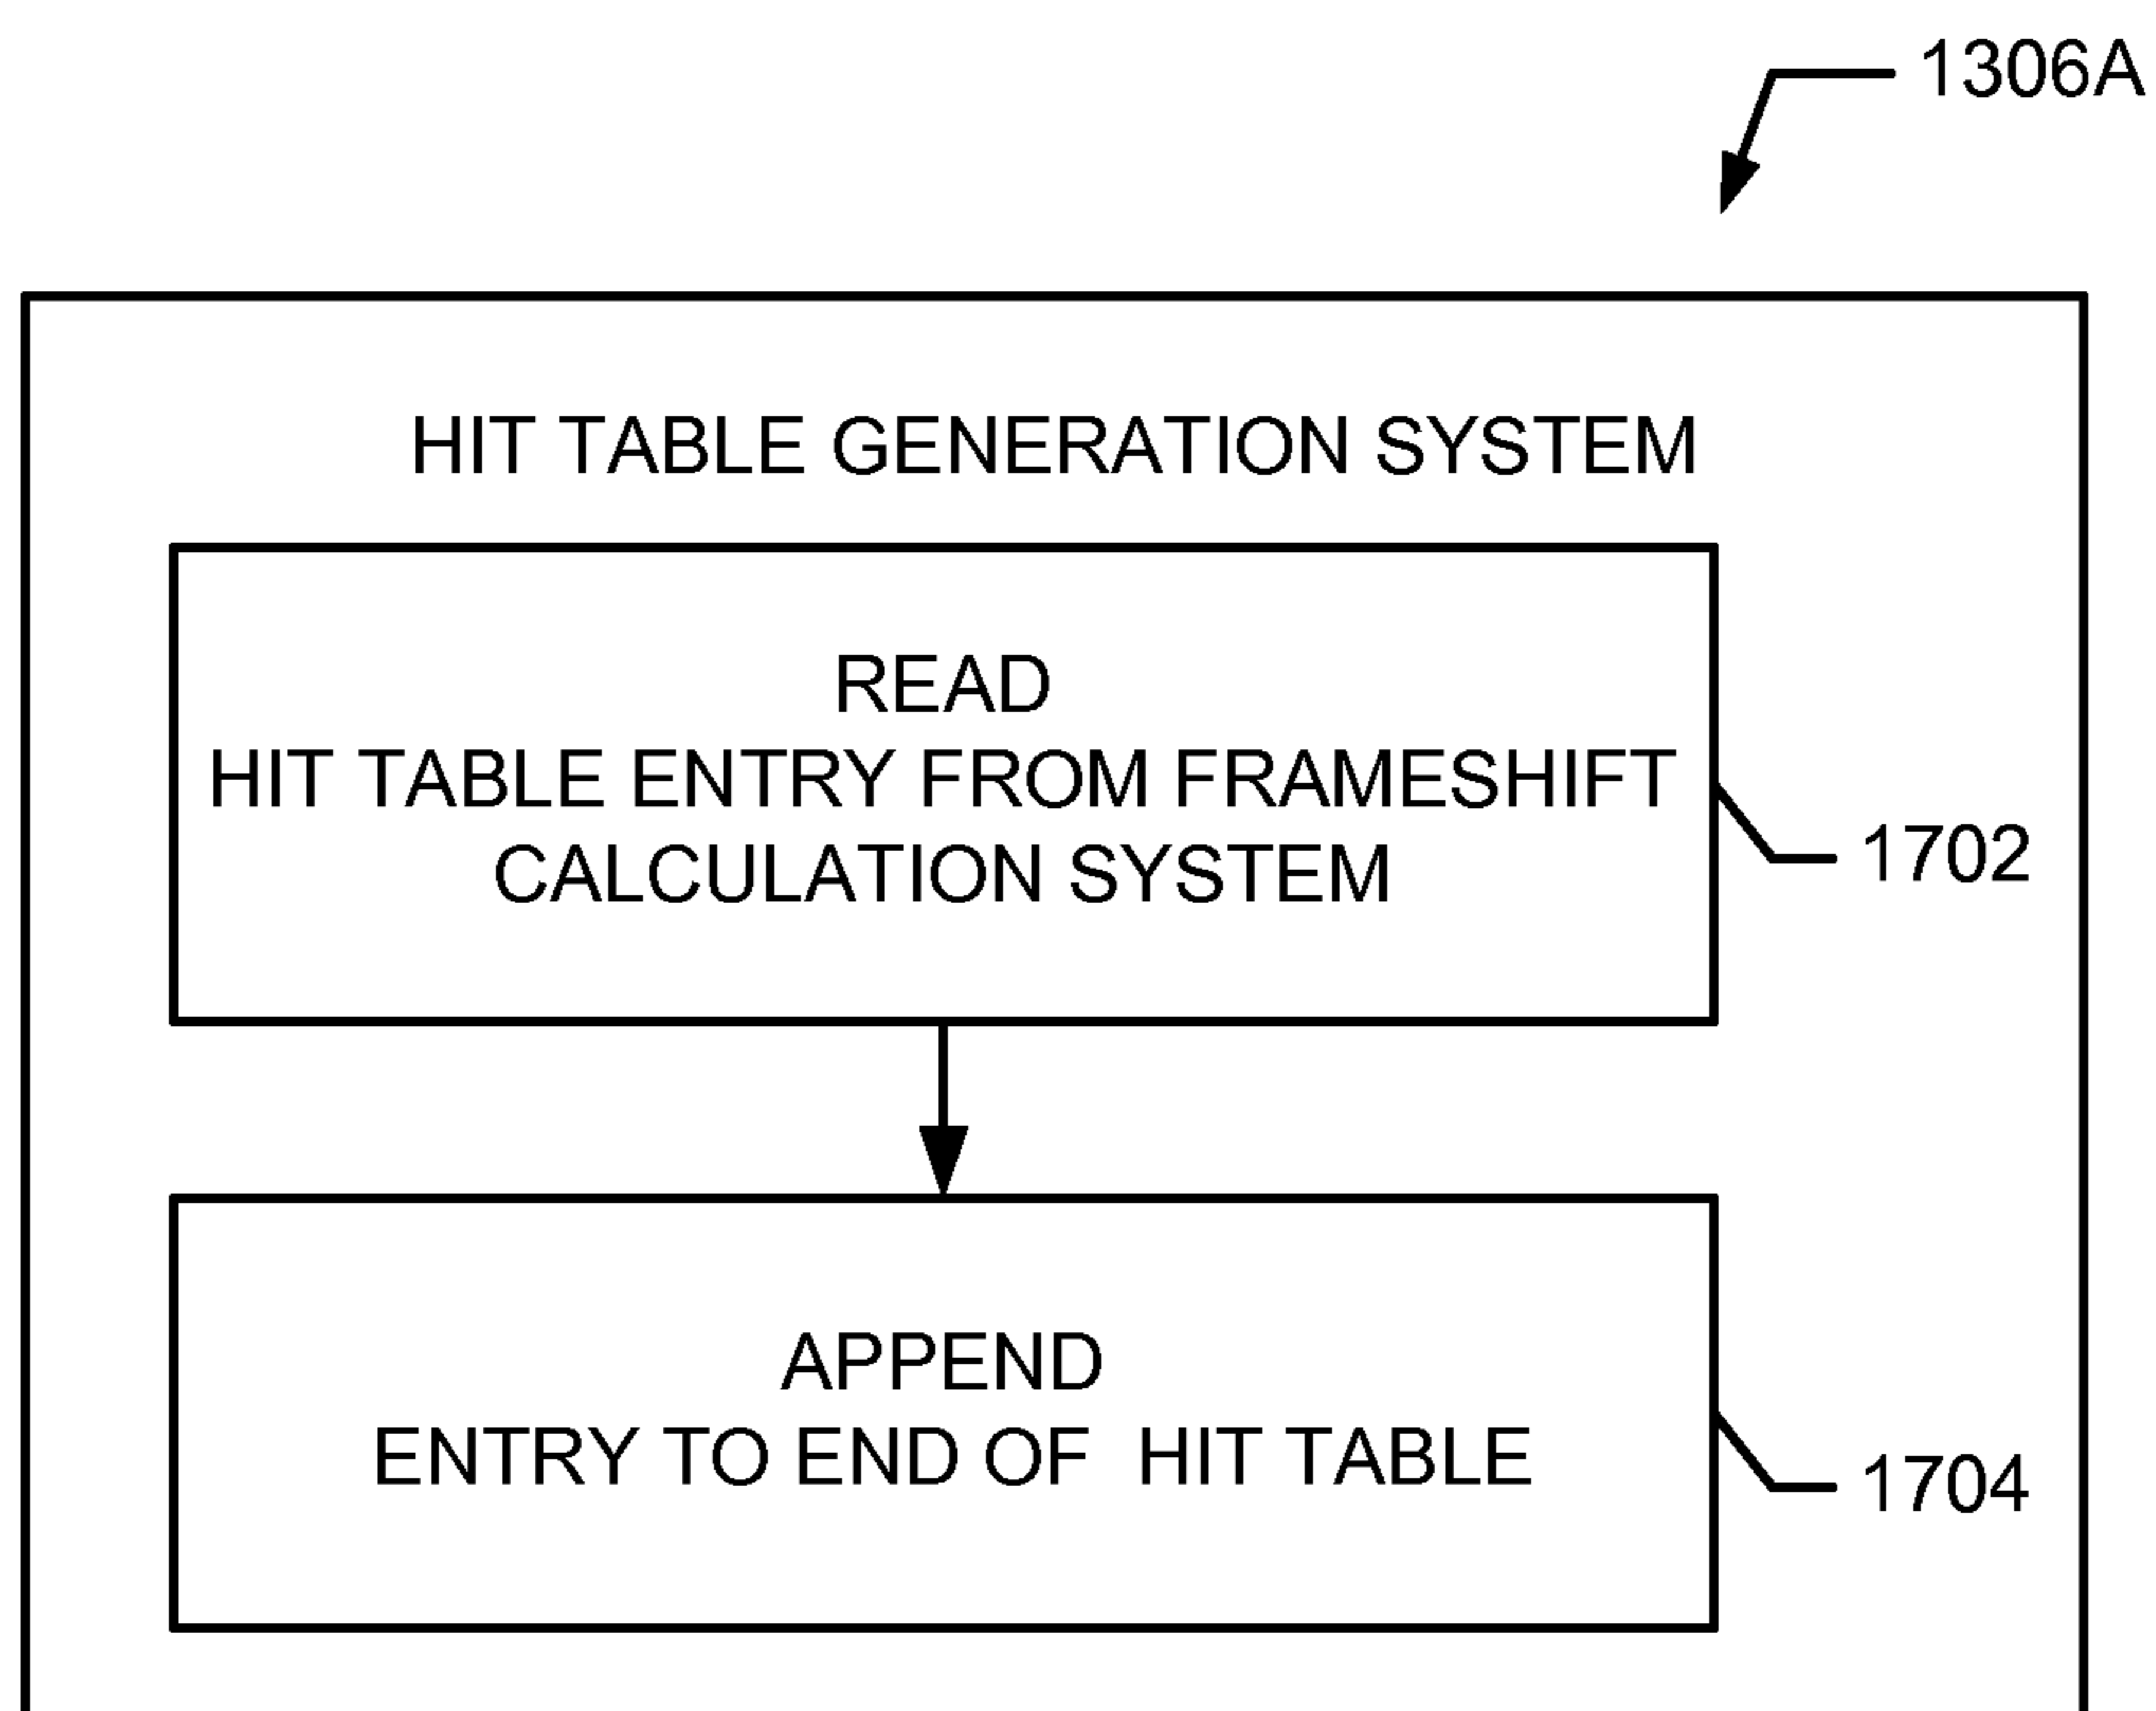 1306A
HIT TABLE GENERATION SYSTEM
READ
HIT TABLE ENTRY FROM FRAMESHIFT
CALCULATION SYSTEM
1702
APPEND
ENTRY TO END OF HIT TABLE
1704